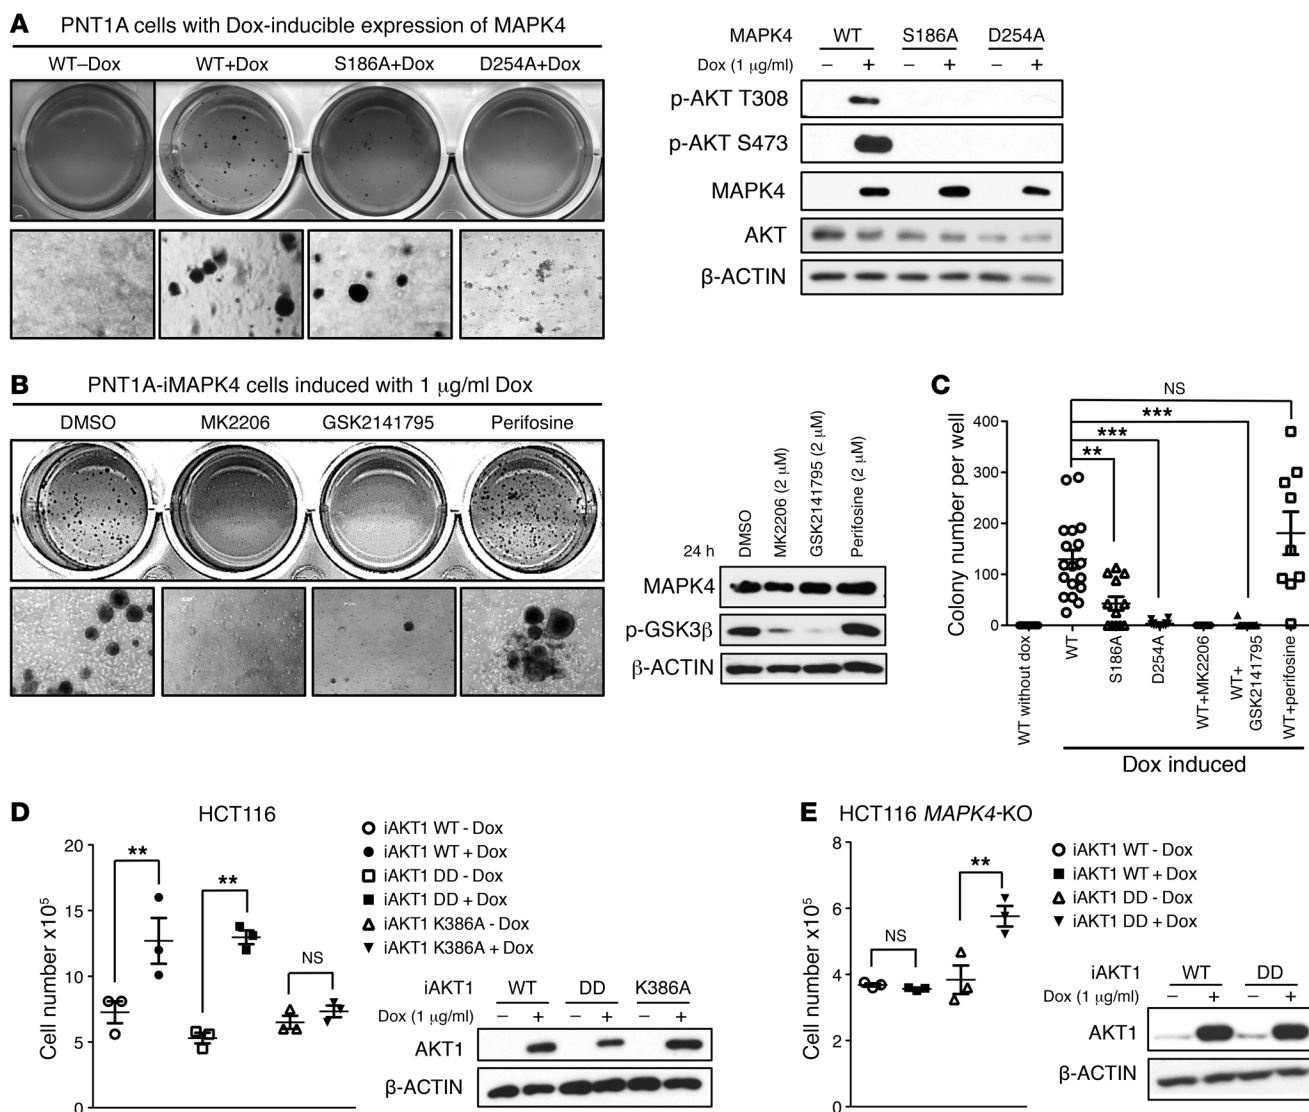 A
PNT1A cells with Dox-inducible expression of MAPK4
WT–Dox WT+Dox S186A+Dox D254A+Dox
MAPK4 WT S186A D254A
Dox (1 μg/ml) – + – + – +
p-AKT T308
p-AKT S473
MAPK4
AKT
β-ACTIN
B
PNT1A-iMAPK4 cells induced with 1 μg/ml Dox
DMSO MK2206 GSK2141795 Perifosine
24 h
DMSO
MK2206 (2 μM)
GSK2141795 (2 μM)
Perifosine (2 μM)
MAPK4
p-GSK3β
β-ACTIN
C
Colony number per well
400
300
200
100
0
NS
***
***
**
WT without dox
WT
S186A
D254A
WT+MK2206
WT+
GSK2141795
WT+perifosine
Dox induced
D
HCT116
Cell number x10⁵
20
15
10
5
0
**
**
NS
iAKT1 WT - Dox
iAKT1 WT + Dox
iAKT1 DD - Dox
iAKT1 DD + Dox
iAKT1 K386A - Dox
iAKT1 K386A + Dox
iAKT1 WT DD K386A
Dox (1 μg/ml) – + – + – +
AKT1
β-ACTIN
E
HCT116 MAPK4-KO
Cell number x10⁵
8
6
4
2
0
NS
**
iAKT1 WT - Dox
iAKT1 WT + Dox
iAKT1 DD - Dox
iAKT1 DD + Dox
iAKT1 WT DD
Dox (1 μg/ml) – + – +
AKT1
β-ACTIN